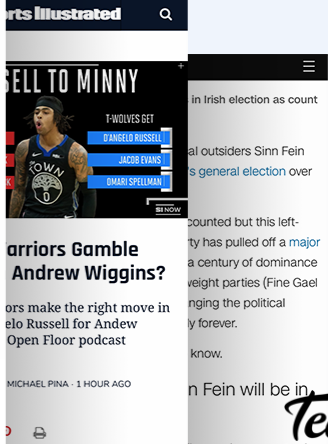 orts Illustrated
SELL TO MINNY
T-WOLVES GET
D'ANGELO RUSSELL
JACOB EVANS
OMARI SPELLMAN
TOWN
0
SI NOW
arriors Gamble
Andrew Wiggins?
ors make the right move in
elo Russell for Andew
Open Floor podcast
MICHAEL PINA · 1 HOUR AGO
in Irish election as count
al outsiders Sinn Fein
's general election over
counted but this left-
rty has pulled off a major
a century of dominance
weight parties (Fine Gael
nging the political
ly forever.
know.
n Fein will be in
Te